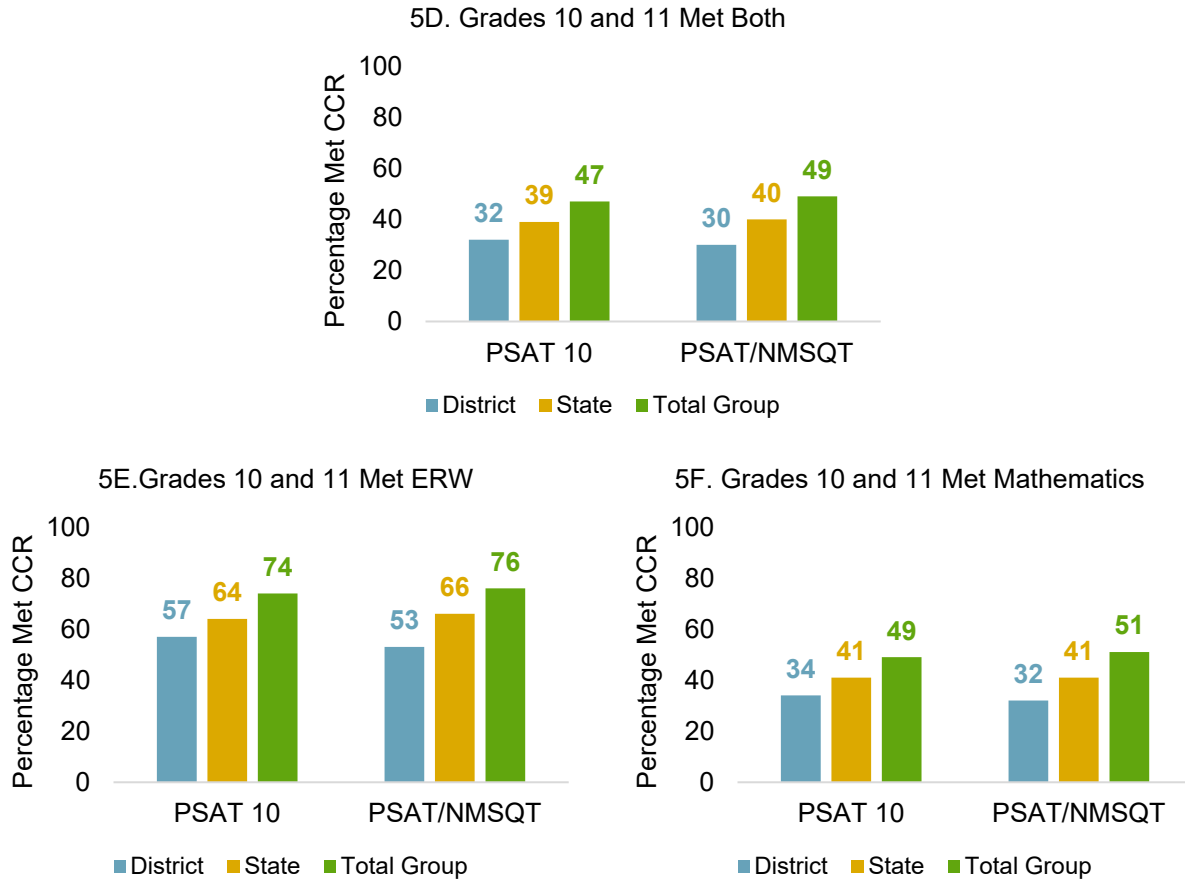 5D. Grades 10 and 11 Met Both
Percentage Met CCR
100
80
60
40
20
0
32
39
47
30
40
49
PSAT 10
PSAT/NMSQT
District
State
Total Group
5E.Grades 10 and 11 Met ERW
Percentage Met CCR
100
80
60
40
20
0
57
64
74
53
66
76
PSAT 10
PSAT/NMSQT
District
State
Total Group
5F. Grades 10 and 11 Met Mathematics
Percentage Met CCR
100
80
60
40
20
0
34
41
49
32
41
51
PSAT 10
PSAT/NMSQT
District
State
Total Group